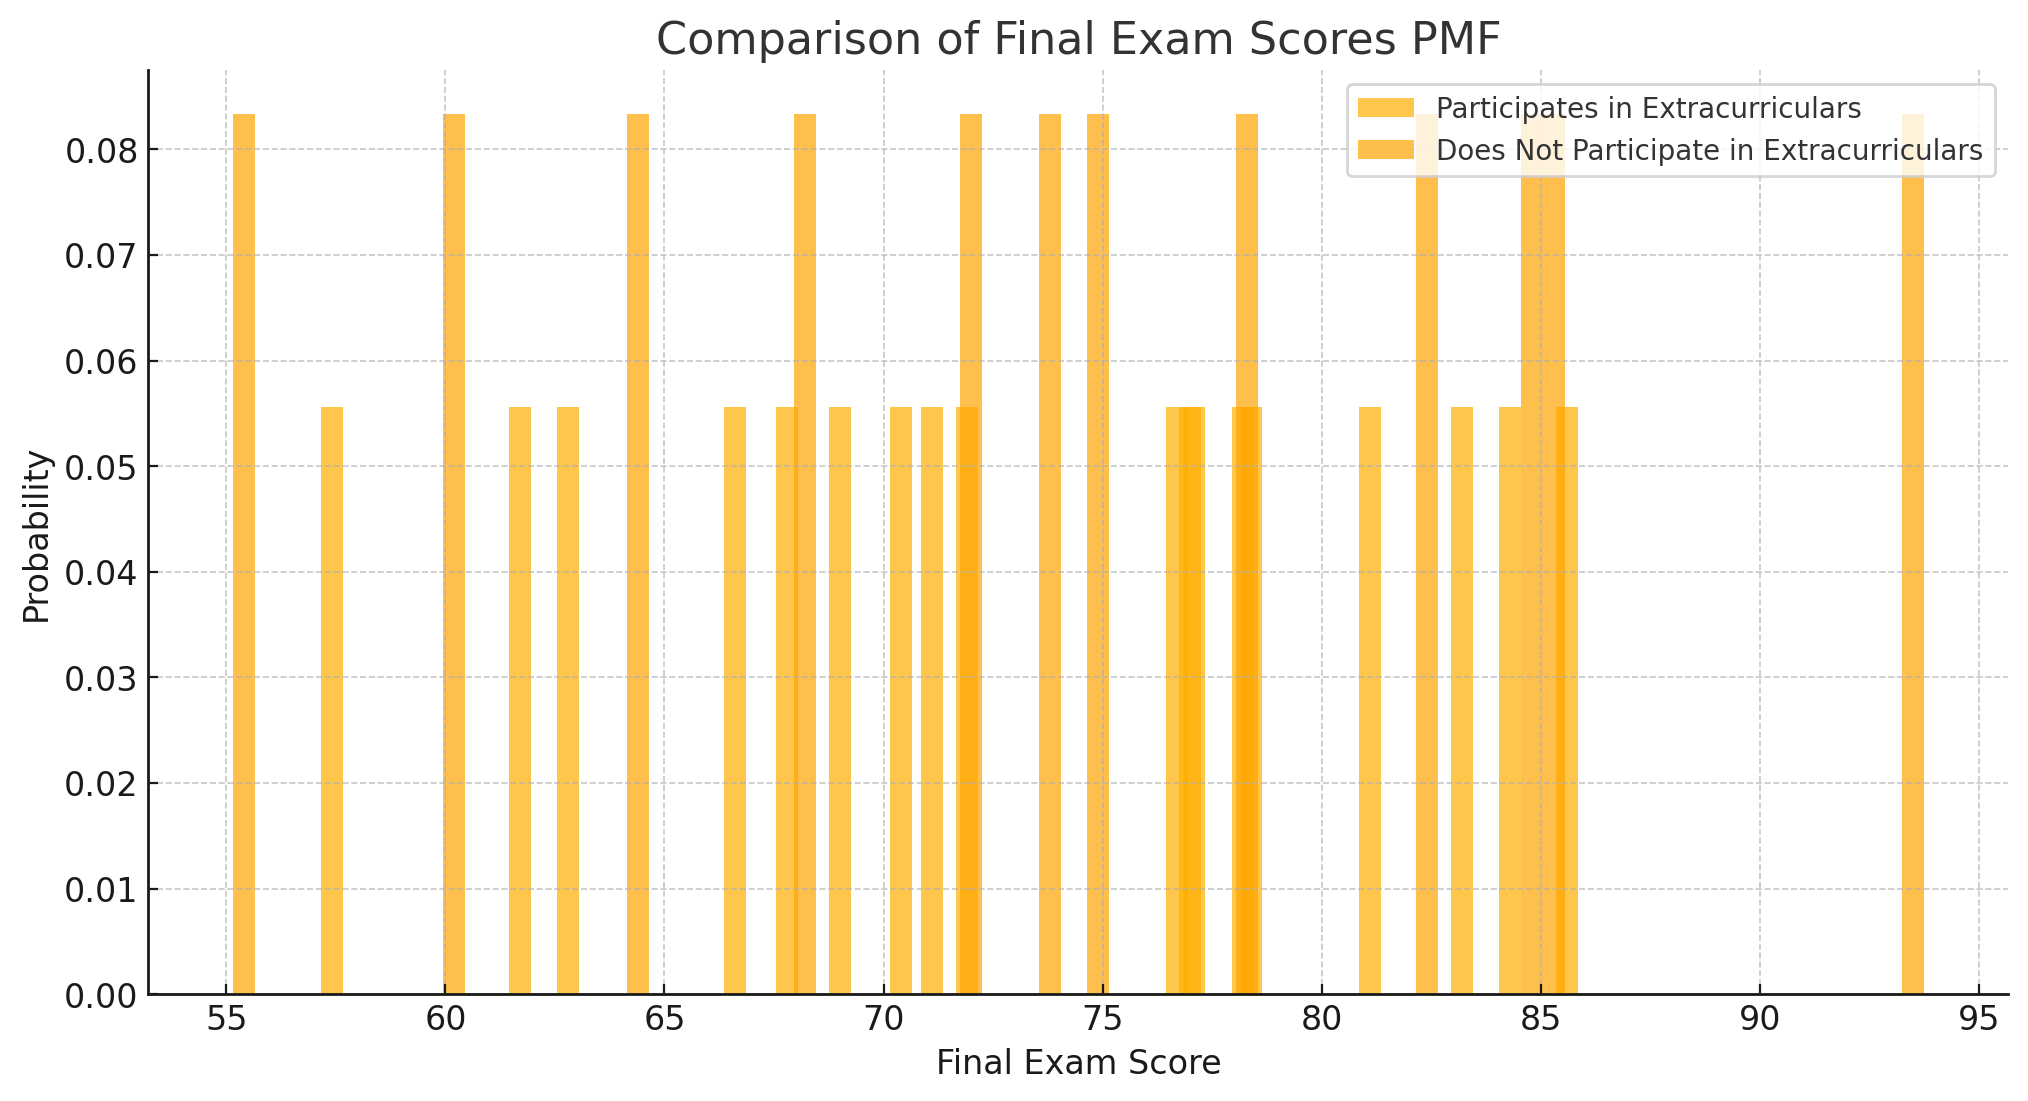 Comparison of Final Exam Scores PMF
Participates in Extracurriculars
Does Not Participate in Extracurriculars
Probability
0.08
0.07
0.06
0.05
0.04
0.03
0.02
0.01
0.00
55 60 65 70 75 80 85 90 95
Final Exam Score